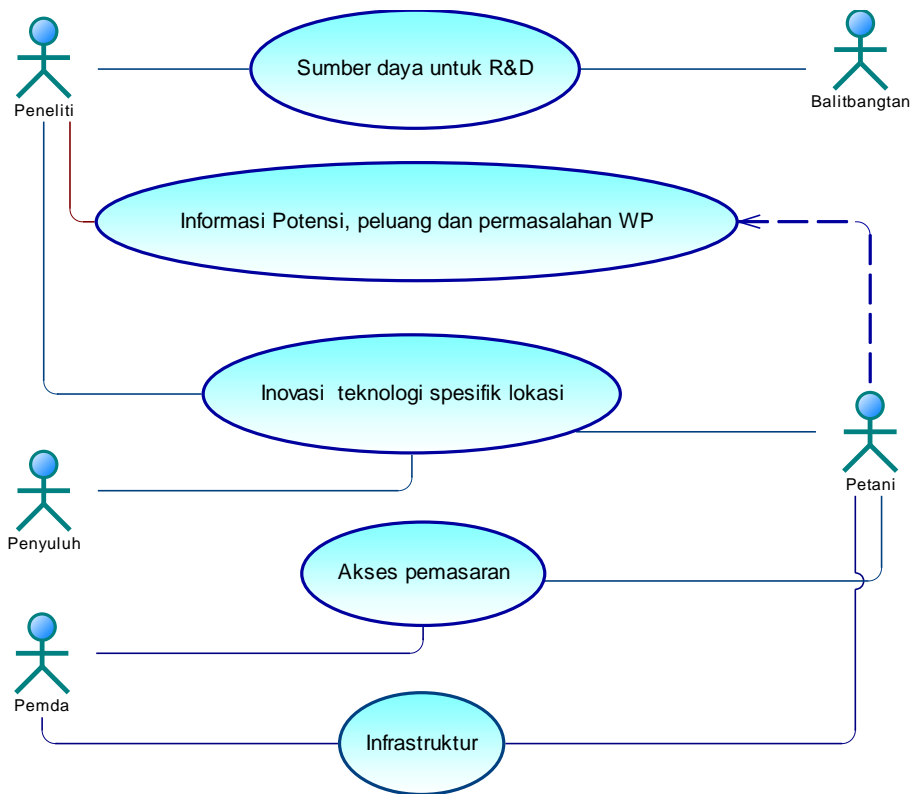 Sumber daya untuk R&D
Peneliti
Balitbangtan
Informasi Potensi, peluang dan permasalahan WP
Inovasi teknologi spesifik lokasi
Petani
Penyuluh
Akses pemasaran
Pemda
Infrastruktur